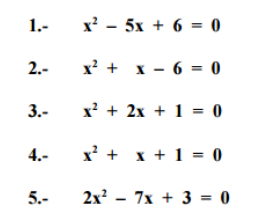 1.- x² – 5x + 6 = 0
2.- x² + x – 6 = 0
3.- x² + 2x + 1 = 0
4.- x² + x + 1 = 0
5.- 2x² – 7x + 3 = 0